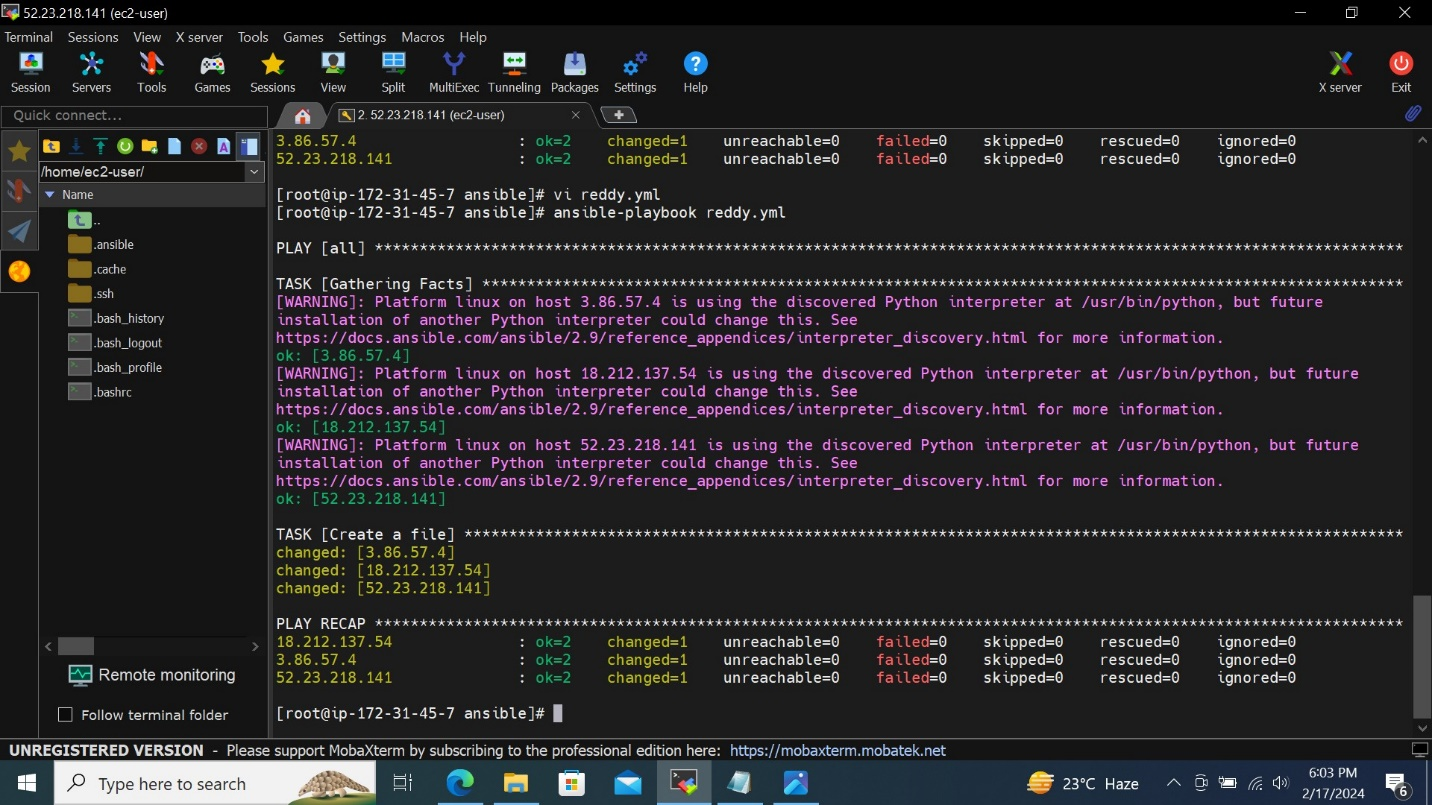 52.23.218.141 (ec2-user)
Terminal Sessions View X server Tools Games Settings Macros Help
Session Servers Tools Games Sessions View Split MultiExec Tunneling Packages Settings Help X server Exit
Quick connect...
2. 52.23.218.141 (ec2-user)
/home/ec2-user/
Name
..
.ansible
.cache
.ssh
.bash_history
.bash_logout
.bash_profile
.bashrc
Remote monitoring
Follow terminal folder
3.86.57.4 : ok=2 changed=1 unreachable=0 failed=0 skipped=0 rescued=0 ignored=0
52.23.218.141 : ok=2 changed=1 unreachable=0 failed=0 skipped=0 rescued=0 ignored=0
[root@ip-172-31-45-7 ansible]# vi reddy.yml
[root@ip-172-31-45-7 ansible]# ansible-playbook reddy.yml
PLAY [all] *******************************************************************************************************************
TASK [Gathering Facts] *******************************************************************************************************
[WARNING]: Platform linux on host 3.86.57.4 is using the discovered Python interpreter at /usr/bin/python, but future
installation of another Python interpreter could change this. See
https://docs.ansible.com/ansible/2.9/reference_appendices/interpreter_discovery.html for more information.
ok: [3.86.57.4]
[WARNING]: Platform linux on host 18.212.137.54 is using the discovered Python interpreter at /usr/bin/python, but future
installation of another Python interpreter could change this. See
https://docs.ansible.com/ansible/2.9/reference_appendices/interpreter_discovery.html for more information.
ok: [18.212.137.54]
[WARNING]: Platform linux on host 52.23.218.141 is using the discovered Python interpreter at /usr/bin/python, but future
installation of another Python interpreter could change this. See
https://docs.ansible.com/ansible/2.9/reference_appendices/interpreter_discovery.html for more information.
ok: [52.23.218.141]
TASK [Create a file] *********************************************************************************************************
changed: [3.86.57.4]
changed: [18.212.137.54]
changed: [52.23.218.141]
PLAY RECAP *******************************************************************************************************************
18.212.137.54 : ok=2 changed=1 unreachable=0 failed=0 skipped=0 rescued=0 ignored=0
3.86.57.4 : ok=2 changed=1 unreachable=0 failed=0 skipped=0 rescued=0 ignored=0
52.23.218.141 : ok=2 changed=1 unreachable=0 failed=0 skipped=0 rescued=0 ignored=0
[root@ip-172-31-45-7 ansible]#
UNREGISTERED VERSION - Please support MobaXterm by subscribing to the professional edition here: https://mobaxterm.mobatek.net
Type here to search
23°C Haze
6:03 PM
2/17/2024
6